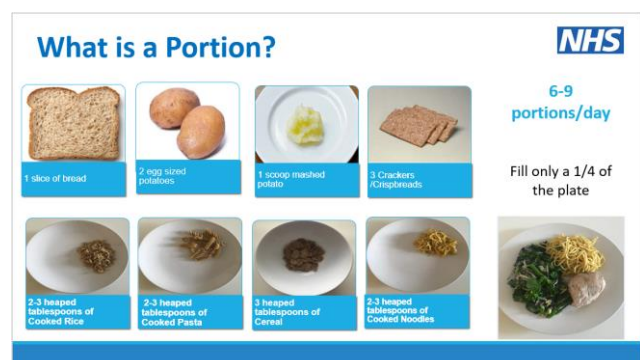 What is a Portion?
NHS
6-9
portions/day
Fill only a 1/4 of
the plate
1 slice of bread
2 egg sized
potatoes
1 scoop mashed
potato
3 Crackers
/Crispbreads
2-3 heaped
tablespoons of
Cooked Rice
2-3 heaped
tablespoons of
Cooked Pasta
3 heaped
tablespoons of
Cereal
2-3 heaped
tablespoons of
Cooked Noodles